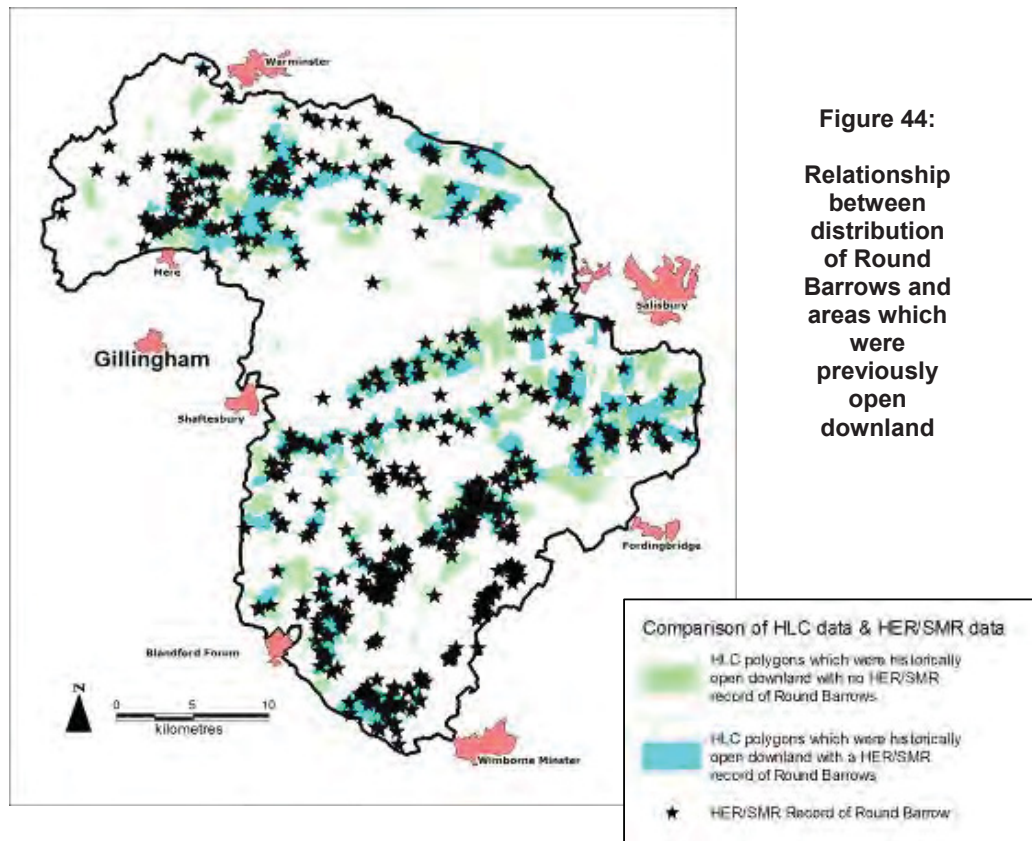 Warminster
Mere
Gillingham
Shaftesbury
Salisbury
Fordingbridge
Blandford Forum
Wimborne Minster
N
0 5 10
kilometres
Figure 44:
Relationship
between
distribution
of Round
Barrows and
areas which
were
previously
open
downland
Comparison of HLC data & HER/SMR data
HLC polygons which were historically
open downland with no HER/SMR
record of Round Barrows
HLC polygons which were historically
open downland with a HER/SMR
record of Round Barrows
HER/SMR Record of Round Barrow